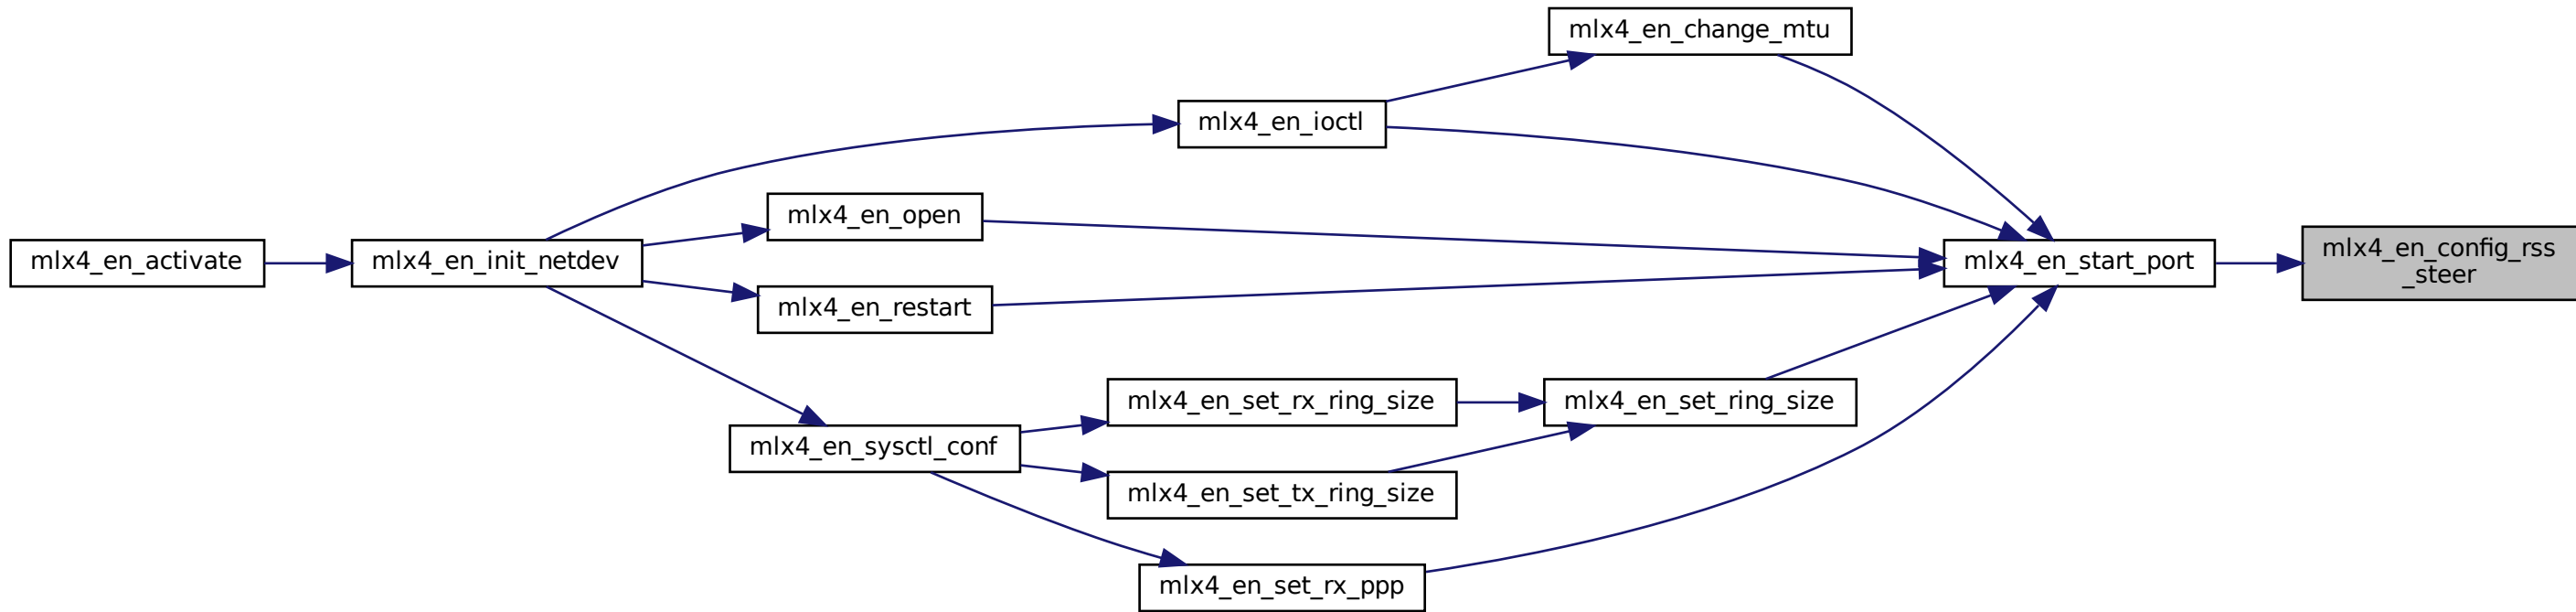 mlx4_en_change_mtu
mlx4_en_ioctl
mlx4_en_open
mlx4_en_activate
mlx4_en_init_netdev
mlx4_en_start_port
mlx4_en_config_rss
_steer
mlx4_en_restart
mlx4_en_set_rx_ring_size
mlx4_en_set_ring_size
mlx4_en_sysctl_conf
mlx4_en_set_tx_ring_size
mlx4_en_set_rx_ppp